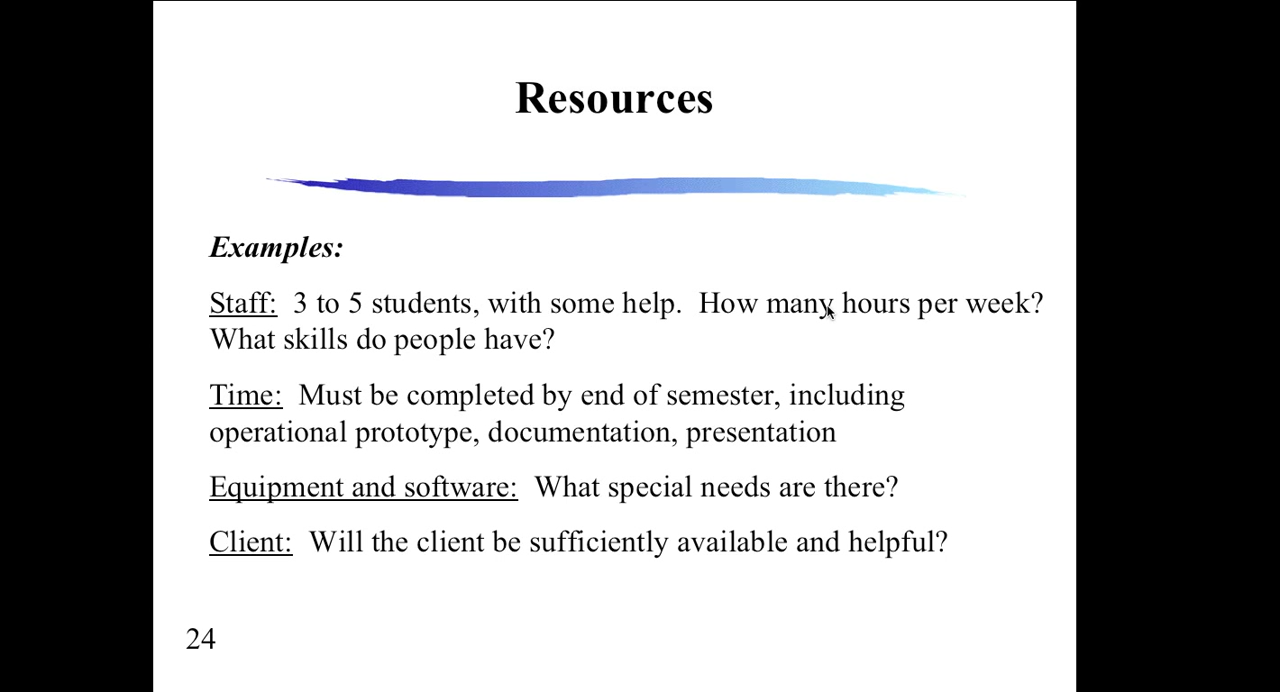 Resources
Examples:
Staff:  3 to 5 students, with some help.  How many hours per week?
What skills do people have?
Time:  Must be completed by end of semester, including
operational prototype, documentation, presentation
Equipment and software:  What special needs are there?
Client:  Will the client be sufficiently available and helpful?
24